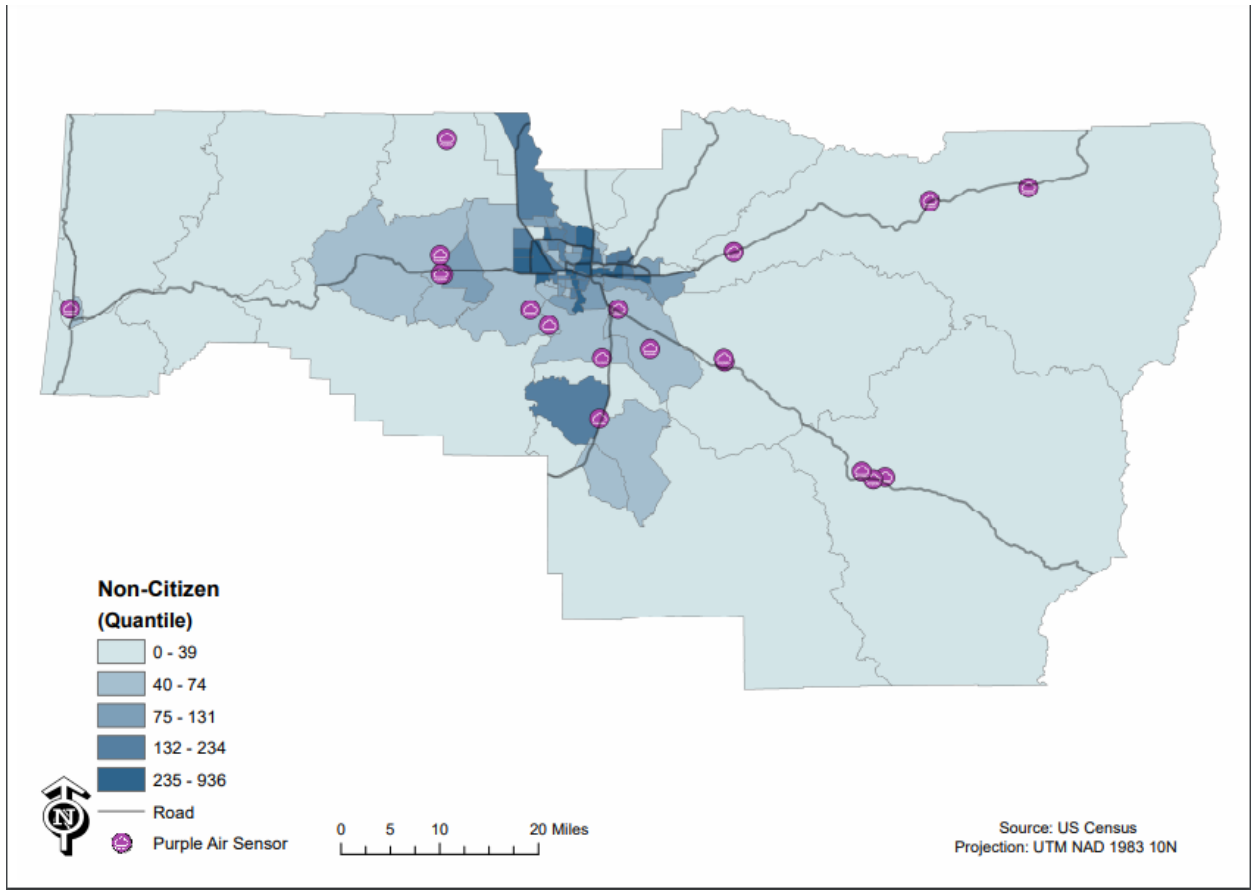 Non-Citizen
(Quantile)
0 - 39
40 - 74
75 - 131
132 - 234
235 - 936
Road
Purple Air Sensor
N
0 5 10 20 Miles
Source: US Census
Projection: UTM NAD 1983 10N